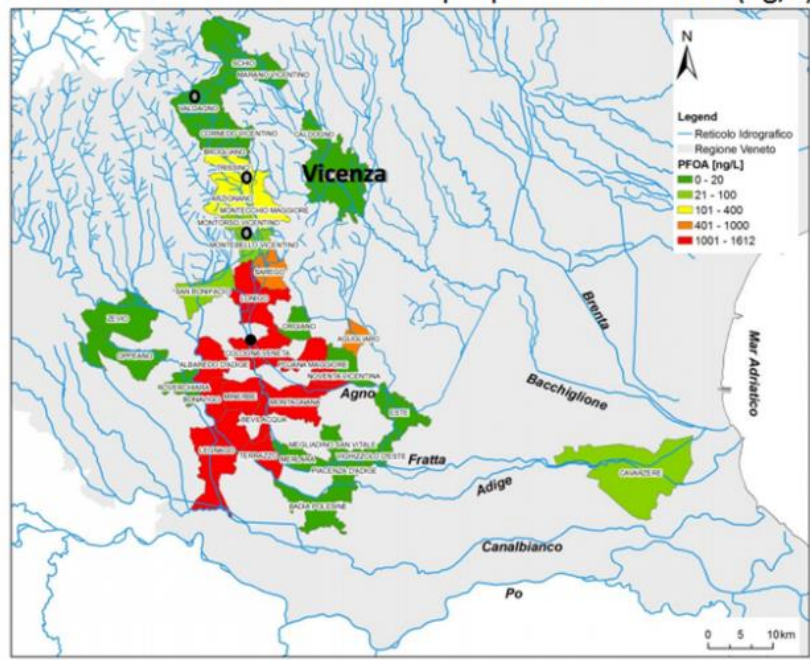 N
Legend
Reticolo Idrografico
Regione Veneto
PFOA [ng/L]
0 - 20
21 - 100
101 - 400
401 - 1000
1001 - 1612
SCHIO
MARANO VICENTINO
VALDAGNO
CORNEDO VICENTINO
CALDOGNO
BROGLIANO
Vicenza
TRISSINO
ARZIGNANO
MONTECCHIO MAGGIORE
MONTORSO VICENTINO
MONTEBELLO VICENTINO
SAREGO
SAN BONIFACIO
LONIGO
ZEVIO
ORGIANO
AGUGLIARO
Brenta
Mar Adriatico
OPPEANO
COLOGNA VENETA
ALBAREDO D'ADIGE
POJANA MAGGIORE
NOVENTA VICENTINA
ROVERCHIARA
BONAVIGO
MINERBE
MONTAGNANA
Agno
Bacchiglione
ESTE
BEVILACQUA
LEGNAGO
TERRAZZO
MEGLIADINO SAN VITALE
MERLARA
VIGHIZZOLO D'ESTE
PIACENZA D'ADIGE
Fratta
CAVARZERE
Adige
BADIA POLESINE
Canalbianco
Po
0 5 10km